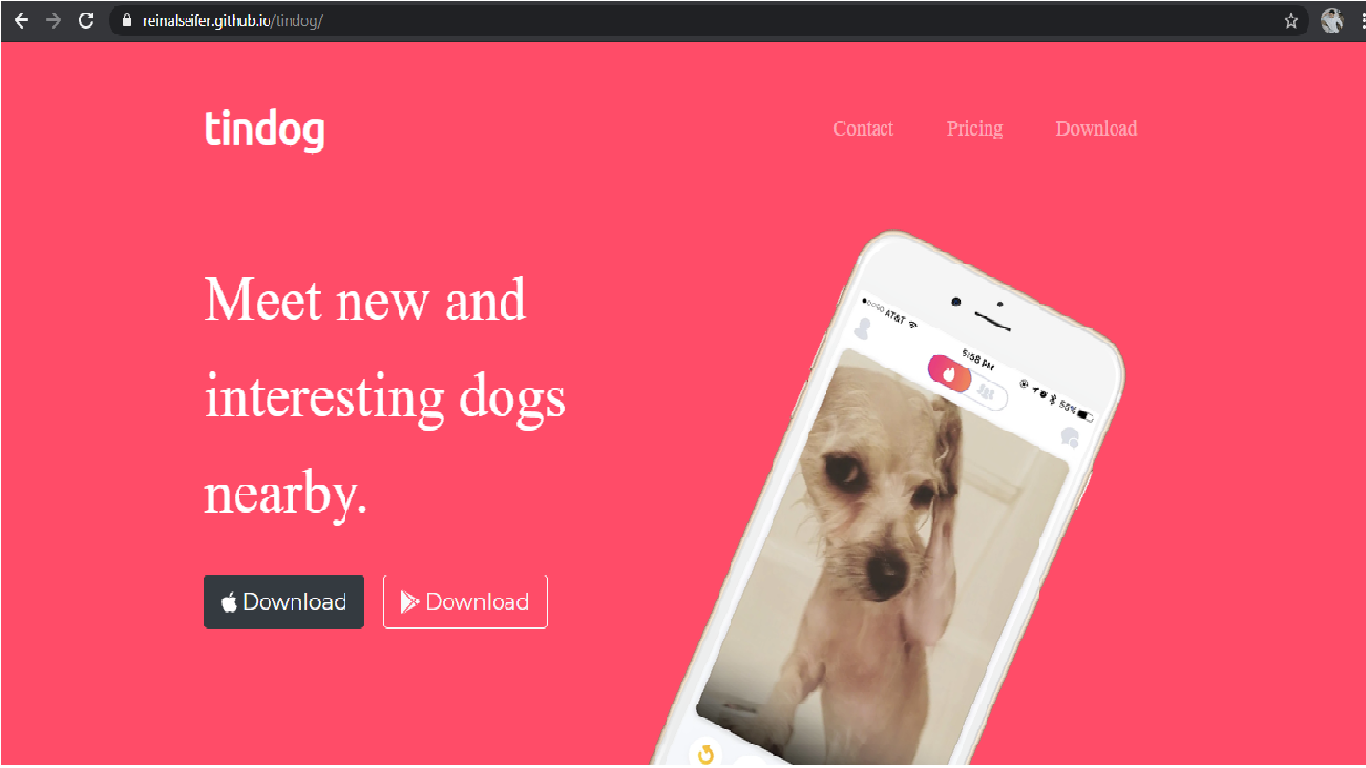 reinalseifer.github.io/tindog/
tindog
Contact Pricing Download
Meet new and
interesting dogs
nearby.
Download Download
AT&T
5:58 PM
55%